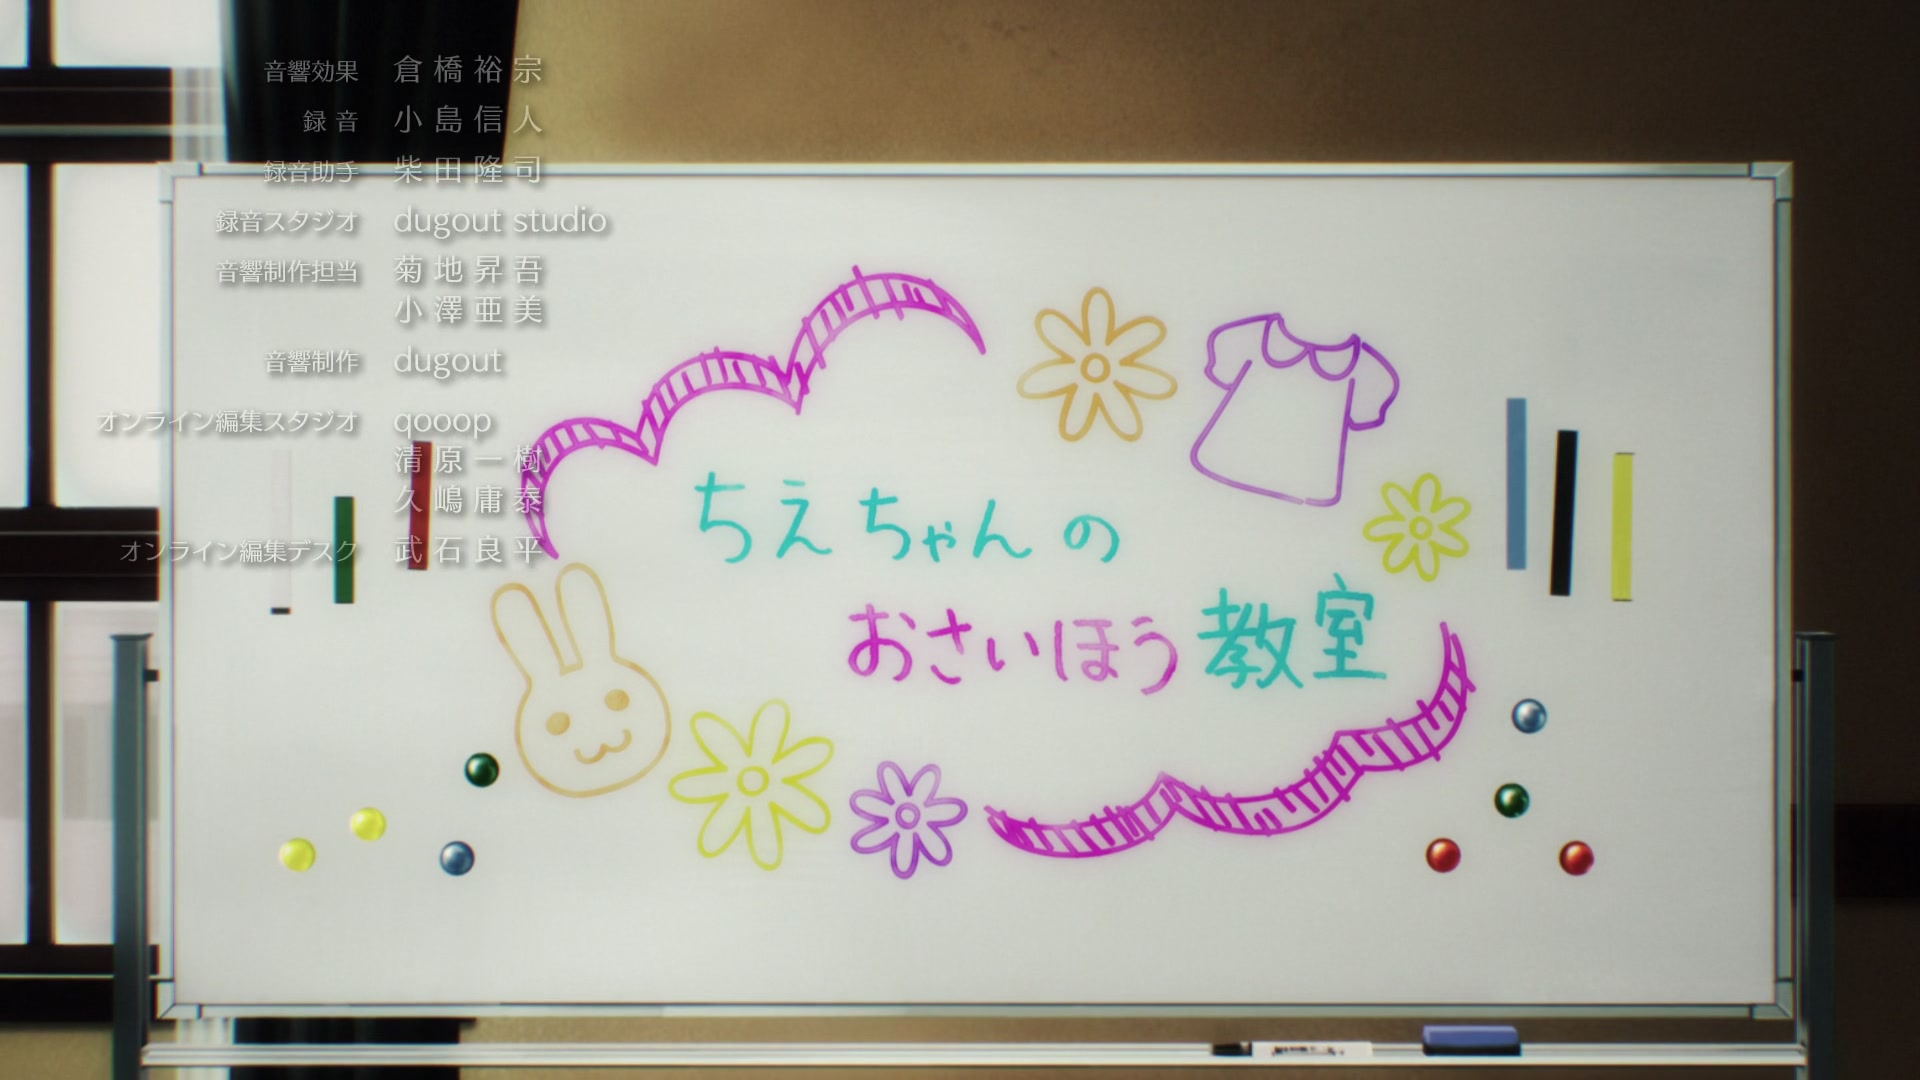 音響効果 倉橋裕宗
録音 小島信人
録音助手 柴田隆司
録音スタジオ dugout studio
音響制作担当 菊地昇吾
小澤亜美
音響制作 dugout
オンライン編集スタジオ qooop
清原一樹
久嶋庸泰
オンライン編集デスク 武石良平
ちえちゃんの
おさいほう教室